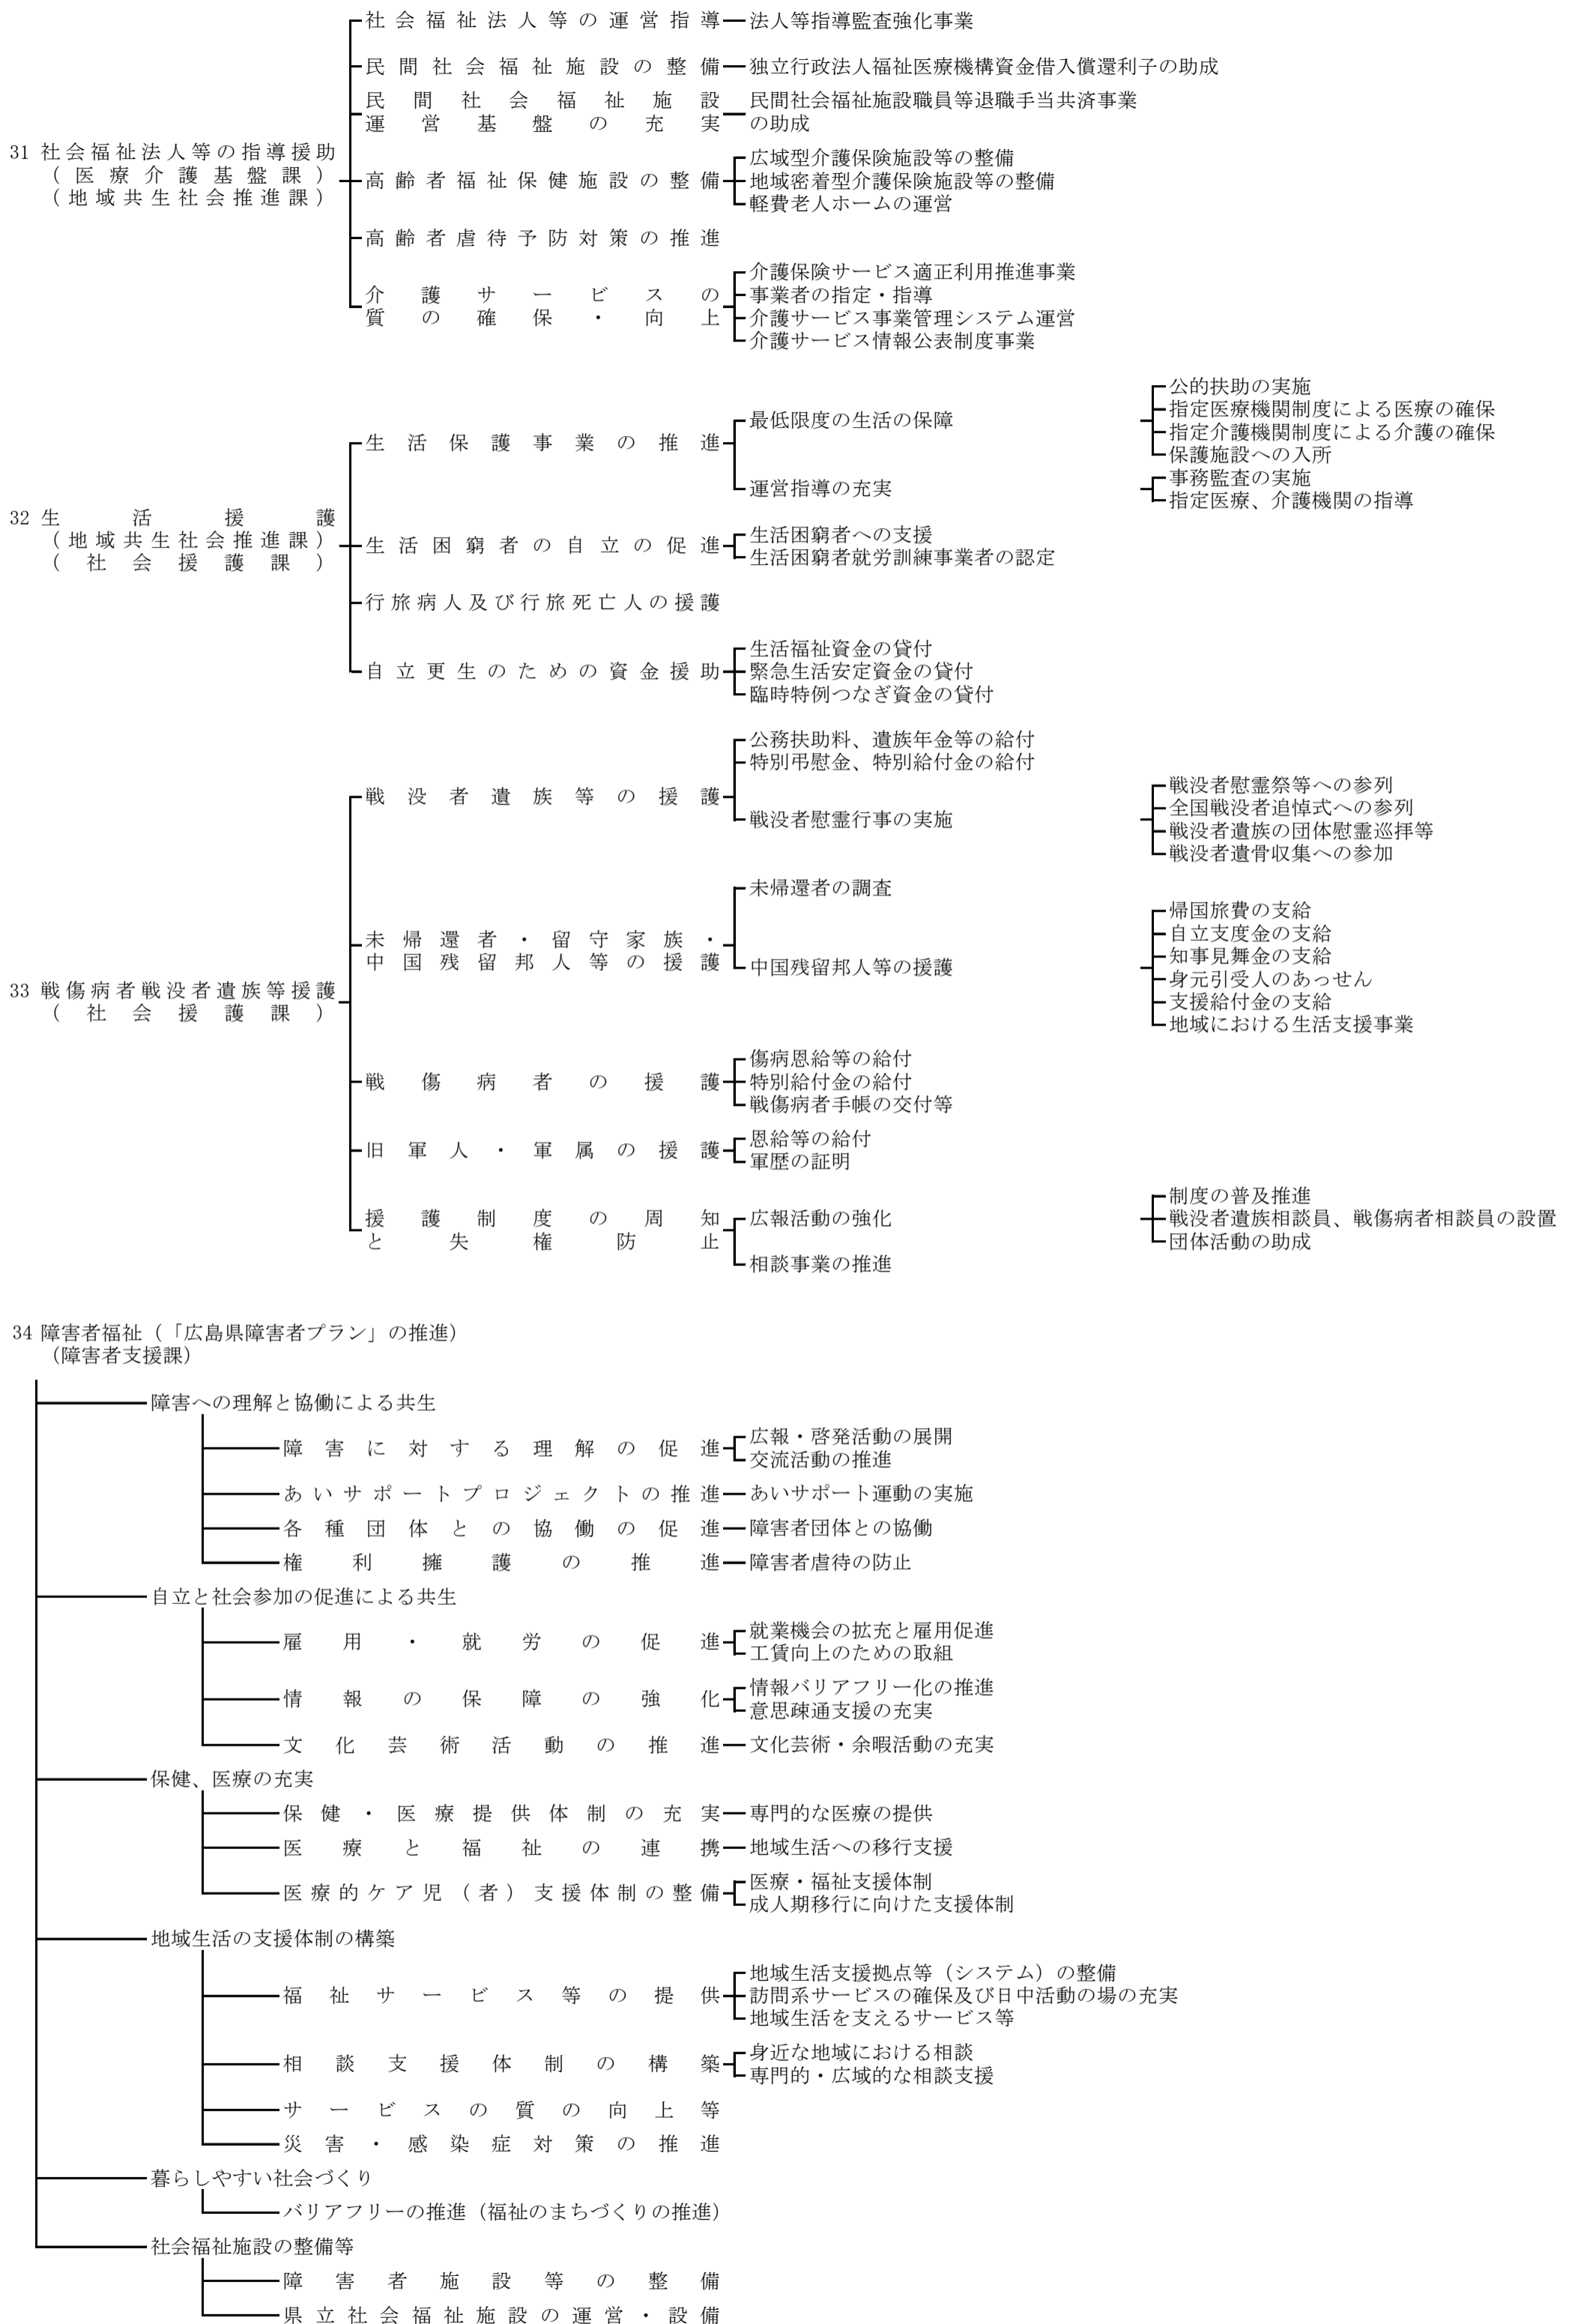 社会福祉法人等の運営指導 法人等指導監査強化事業
民間社会福祉施設の整備 独立行政法人福祉医療機構資金借入償還利子の助成
民間社会福祉施設 民間社会福祉施設職員等退職手当共済事業
運営基盤の充実 の助成
31 社会福祉法人等の指導援助
（医療介護基盤課）
（地域共生社会推進課）
広域型介護保険施設等の整備
高齢者福祉保健施設の整備 地域密着型介護保険施設等の整備
軽費老人ホームの運営
高齢者虐待予防対策の推進
介護サービスの
質の確保・向上
介護保険サービス適正利用推進事業
事業者の指定・指導
介護サービス事業管理システム運営
介護サービス情報公表制度事業
32 生活援護
（地域共生社会推進課）
（社会援護課）
生活保護事業の推進
最低限度の生活の保障
公的扶助の実施
指定医療機関制度による医療の確保
指定介護機関制度による介護の確保
保護施設への入所
運営指導の充実
事務監査の実施
指定医療、介護機関の指導
生活困窮者の自立の促進
生活困窮者への支援
生活困窮者就労訓練事業者の認定
行旅病人及び行旅死亡人の援護
自立更生のための資金援助
生活福祉資金の貸付
緊急生活安定資金の貸付
臨時特例つなぎ資金の貸付
33 戦傷病者戦没者遺族等援護
（社会援護課）
戦没者遺族等の援護
公務扶助料、遺族年金等の給付
特別弔慰金、特別給付金の給付
戦没者慰霊行事の実施
戦没者慰霊祭等への参列
全国戦没者追悼式への参列
戦没者遺族の団体慰霊巡拝等
戦没者遺骨収集への参加
未帰還者・留守家族・
中国残留邦人等の援護
未帰還者の調査
中国残留邦人等の援護
帰国旅費の支給
自立支度金の支給
知事見舞金の支給
身元引受人のあっせん
支援給付金の支給
地域における生活支援事業
戦傷病者の援護
傷病恩給等の給付
特別給付金の給付
戦傷病者手帳の交付等
旧軍人・軍属の援護
恩給等の給付
軍歴の証明
援護制度の周知
と失権防止
広報活動の強化
制度の普及推進
戦没者遺族相談員、戦傷病者相談員の設置
団体活動の助成
相談事業の推進
34 障害者福祉（「広島県障害者プラン」の推進）
（障害者支援課）
障害への理解と協働による共生
障害に対する理解の促進
広報・啓発活動の展開
交流活動の推進
あいサポートプロジェクトの推進 あいサポート運動の実施
各種団体との協働の促進 障害者団体との協働
権利擁護の推進 障害者虐待の防止
自立と社会参加の促進による共生
雇用・就労の促進
就業機会の拡充と雇用促進
工賃向上のための取組
情報の保障の強化
情報バリアフリー化の推進
意思疎通支援の充実
文化芸術活動の推進 文化芸術・余暇活動の充実
保健、医療の充実
保健・医療提供体制の充実 専門的な医療の提供
医療と福祉の連携 地域生活への移行支援
医療的ケア児（者）支援体制の整備
医療・福祉支援体制
成人期移行に向けた支援体制
地域生活の支援体制の構築
福祉サービス等の提供
地域生活支援拠点等（システム）の整備
訪問系サービスの確保及び日中活動の場の充実
地域生活を支えるサービス等
相談支援体制の構築
身近な地域における相談
専門的・広域的な相談支援
サービスの質の向上等
災害・感染症対策の推進
暮らしやすい社会づくり
バリアフリーの推進（福祉のまちづくりの推進）
社会福祉施設の整備等
障害者施設等の整備
県立社会福祉施設の運営・設備